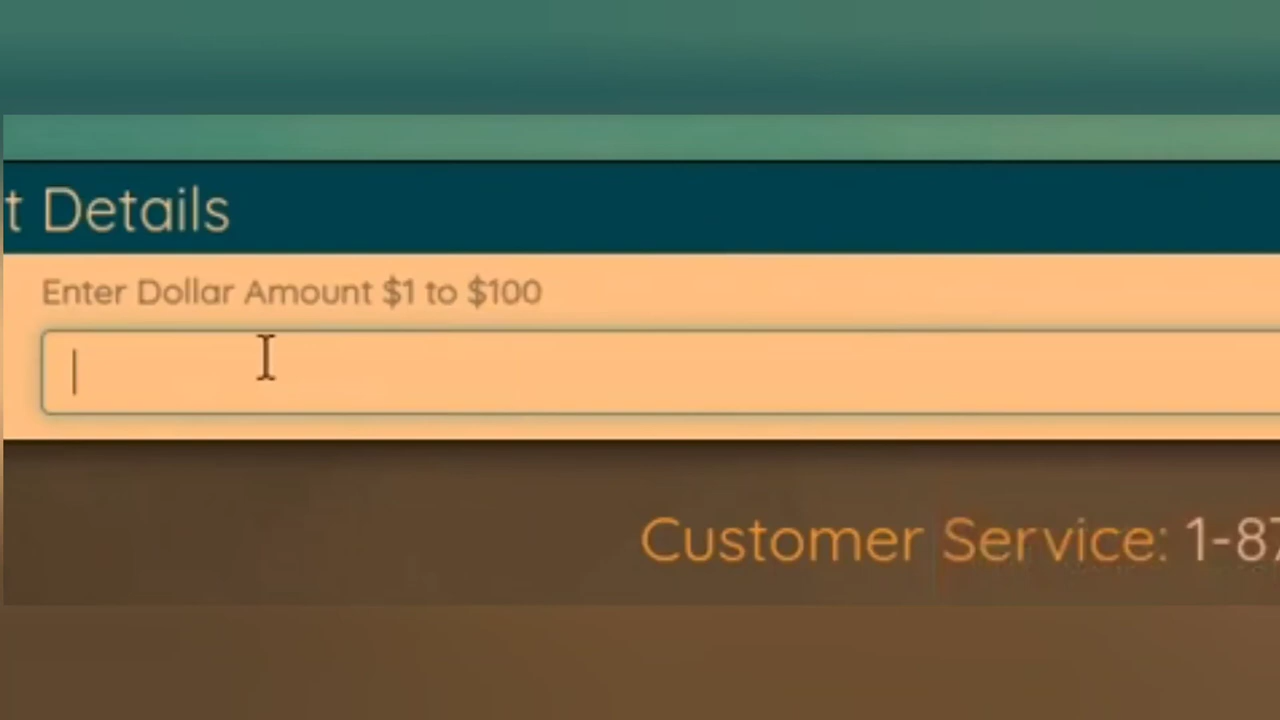 t Details
Enter Dollar Amount $1 to $100
Customer Service: 1-87